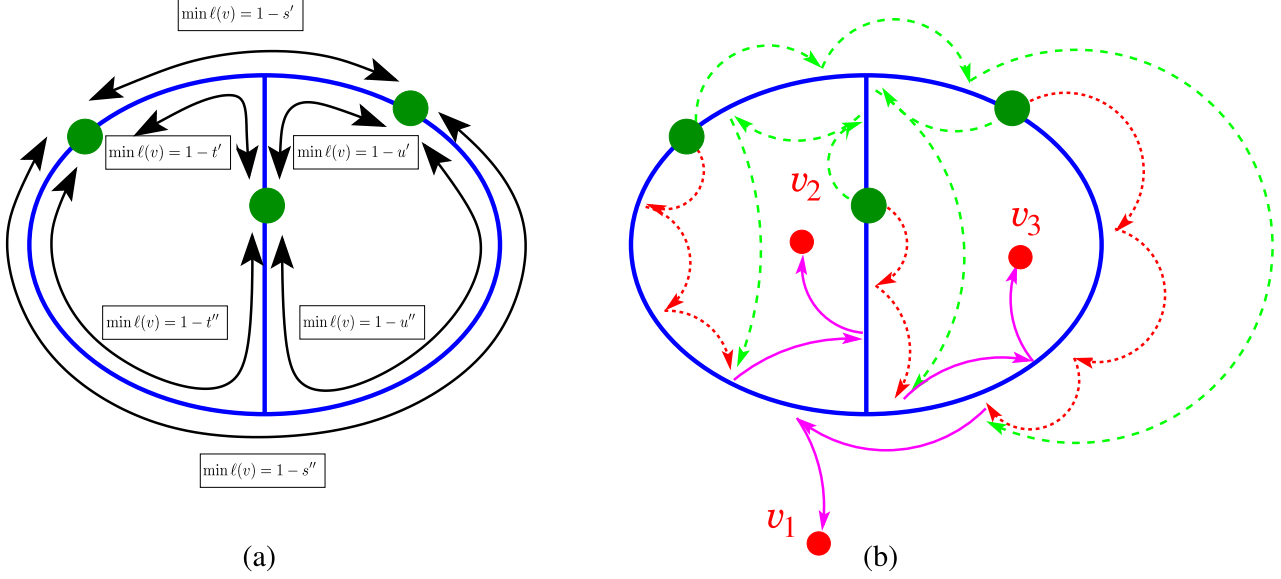 min ℓ(v) = 1 − s′
min ℓ(v) = 1 − t′
min ℓ(v) = 1 − u′
min ℓ(v) = 1 − t′′
min ℓ(v) = 1 − u′′
min ℓ(v) = 1 − s′′
(a)
v₂
v₃
v₁
(b)